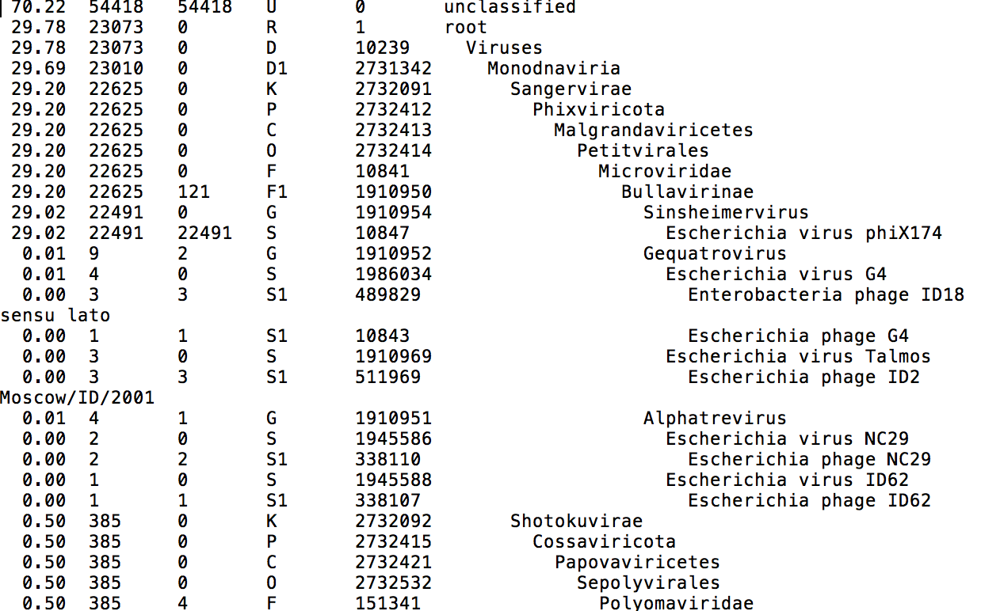 70.22 54418 54418 U 0 unclassified
29.78 23073 0 R 1 root
29.78 23073 0 D 10239 Viruses
29.69 23010 0 D1 2731342 Monodnaviria
29.20 22625 0 K 2732091 Sangervirae
29.20 22625 0 P 2732412 Phixviricota
29.20 22625 0 C 2732413 Malgrandaviricetes
29.20 22625 0 O 2732414 Petitvirales
29.20 22625 0 F 10841 Microviridae
29.20 22625 121 F1 1910950 Bullavirinae
29.02 22491 0 G 1910954 Sinsheimervirus
29.02 22491 22491 S 10847 Escherichia virus phiX174
0.01 9 2 G 1910952 Gequatrovirus
0.01 4 0 S 1986034 Escherichia virus G4
0.00 3 3 S1 489829 Enterobacteria phage ID18
sensu lato
0.00 1 1 S1 10843 Escherichia phage G4
0.00 3 0 S 1910969 Escherichia virus Talmos
0.00 3 3 S1 511969 Escherichia phage ID2
Moscow/ID/2001
0.01 4 1 G 1910951 Alphatrevirus
0.00 2 0 S 1945586 Escherichia virus NC29
0.00 2 2 S1 338110 Escherichia phage NC29
0.00 1 0 S 1945588 Escherichia virus ID62
0.00 1 1 S1 338107 Escherichia phage ID62
0.50 385 0 K 2732092 Shotokuvirae
0.50 385 0 P 2732415 Cossaviricota
0.50 385 0 C 2732421 Papovaviricetes
0.50 385 0 O 2732532 Sepolyvirales
0.50 385 4 F 151341 Polyomaviridae